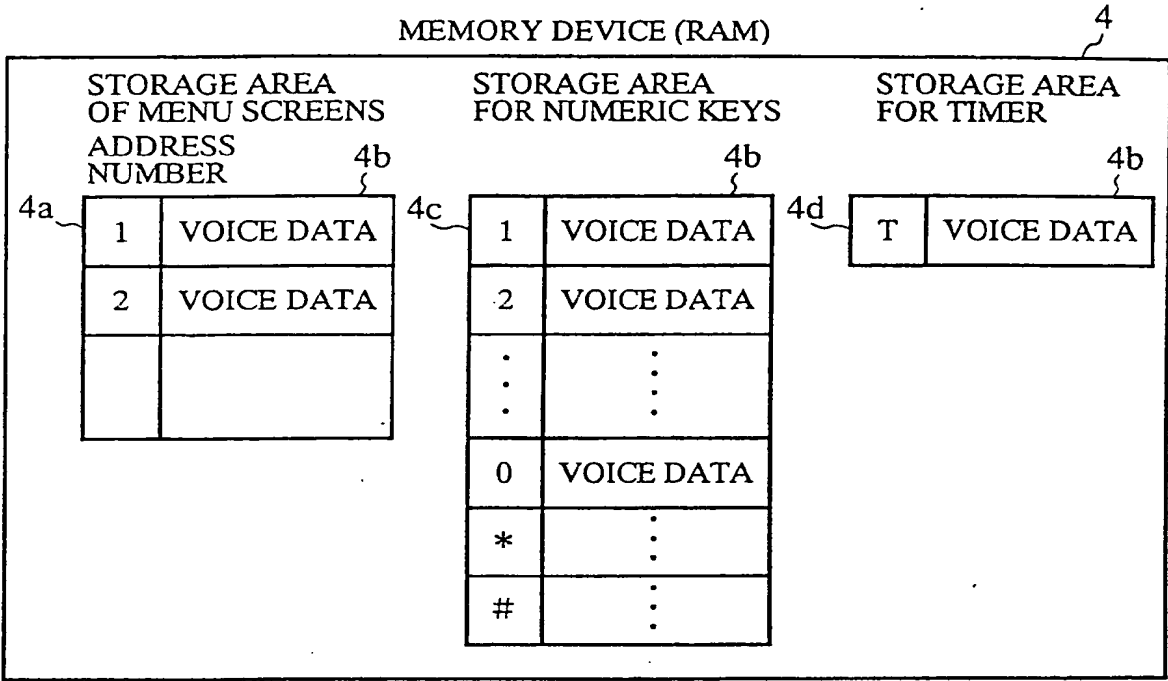 MEMORY DEVICE (RAM)
4
STORAGE AREA
OF MENU SCREENS
ADDRESS
NUMBER
4b
4a
1 VOICE DATA
2 VOICE DATA
STORAGE AREA
FOR NUMERIC KEYS
4b
4c
1 VOICE DATA
2 VOICE DATA
0 VOICE DATA
*
#
STORAGE AREA
FOR TIMER
4b
4d
T VOICE DATA